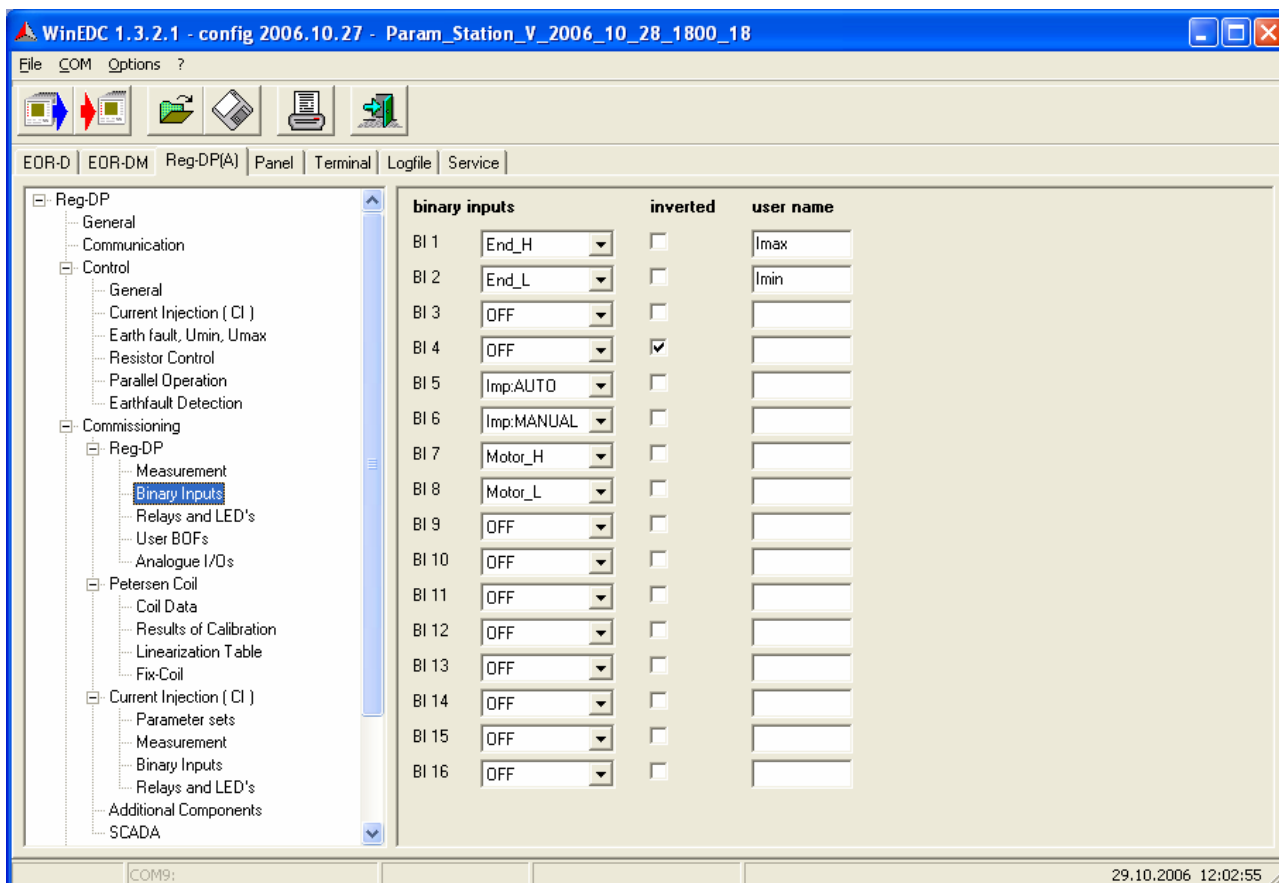 WinEDC 1.3.2.1 - config 2006.10.27 - Param_Station_V_2006_10_28_1800_18
File COM Options ?
EOR-D EOR-DM Reg-DP(A) Panel Terminal Logfile Service
Reg-DP
General
Communication
Control
General
Current Injection ( CI )
Earth fault, Umin, Umax
Resistor Control
Parallel Operation
Earthfault Detection
Commissioning
Reg-DP
Measurement
Binary Inputs
Relays and LED's
User BOFs
Analogue I/Os
Petersen Coil
Coil Data
Results of Calibration
Linearization Table
Fix-Coil
Current Injection ( CI )
Parameter sets
Measurement
Binary Inputs
Relays and LED's
Additional Components
SCADA
binary inputs inverted user name
BI 1 End_H Imax
BI 2 End_L Imin
BI 3 OFF
BI 4 OFF
BI 5 Imp:AUTO
BI 6 Imp:MANUAL
BI 7 Motor_H
BI 8 Motor_L
BI 9 OFF
BI 10 OFF
BI 11 OFF
BI 12 OFF
BI 13 OFF
BI 14 OFF
BI 15 OFF
BI 16 OFF
COM9: 29.10.2006 12:02:55